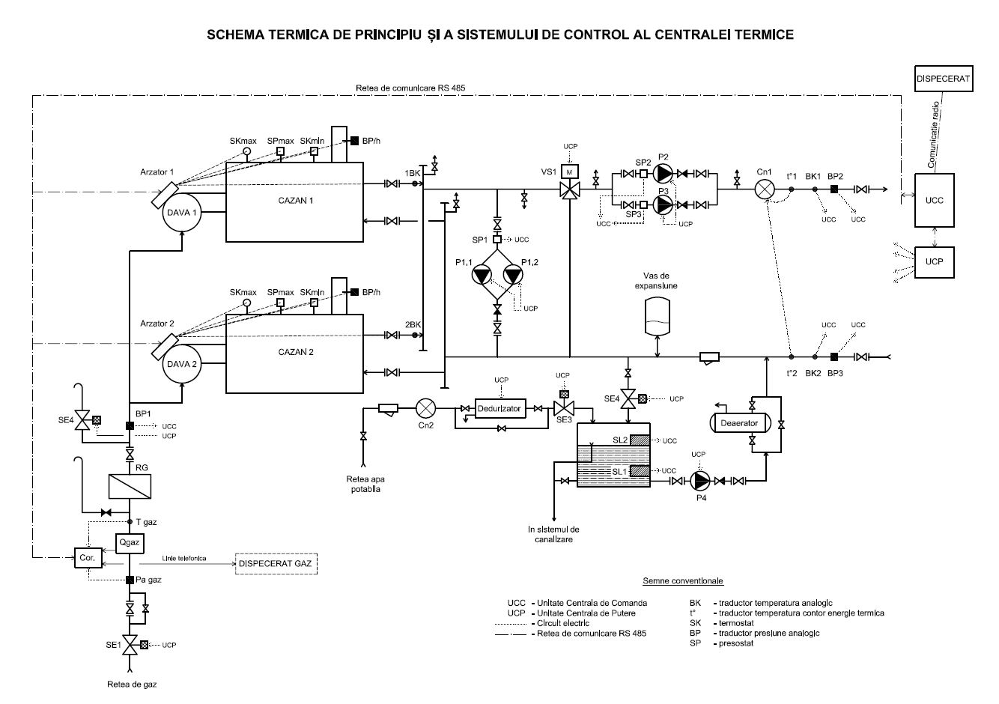 SCHEMA TERMICA DE PRINCIPIU ȘI A SISTEMULUI DE CONTROL AL CENTRALEI TERMICE
DISPECERAT
Retea de comunicare RS 485
Comunicatie radio
SKmax SPmax SKmin BP/h
Arzator 1
1BK
UCP
VS1
M
SP2
P2
Cn1
t°1 BK1 BP2
CAZAN 1
DAVA 1
P3
SP3
UCC
UCP
UCC
UCC
UCC
SP1
UCC
P1,1
P1,2
UCP
UCP
Vas de
expansiune
SKmax SPmax SKmin BP/h
Arzator 2
2BK
UCC
UCC
CAZAN 2
DAVA 2
t°2 BK2 BP3
UCP
UCP
SE4
UCP
Dedurizator
SE3
Cn2
SE4
BP1
UCC
UCP
Deaerator
SL2
UCC
UCP
SL1
UCC
P4
RG
Retea apa
potabila
T gaz
In sistemul de
canalizare
Qgaz
Cor.
Linie telefonica
DISPECERAT GAZ
Pa gaz
SE1
UCP
Retea de gaz
Semne conventionale
UCC - Unitate Centrala de Comanda
UCP - Unitate Centrala de Putere
- Circuit electric
- Retea de comunicare RS 485
BK - traductor temperatura analogic
t° - traductor temperatura contor energie termica
SK - termostat
BP - traductor presiune analogic
SP - presostat